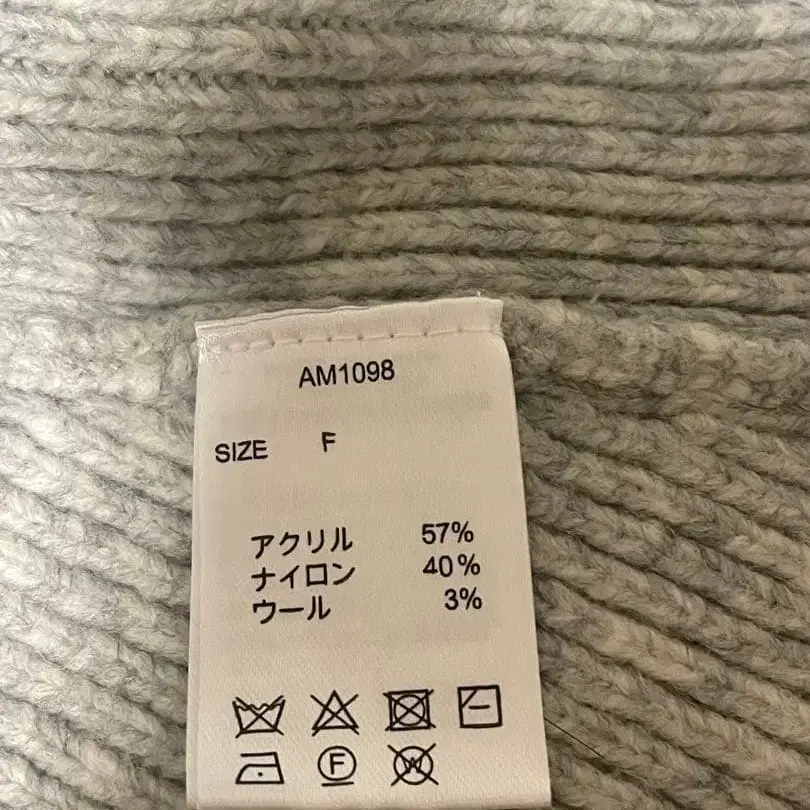 AM1098
SIZE F
アクリル 57%
ナイロン 40%
ウール 3%
F W